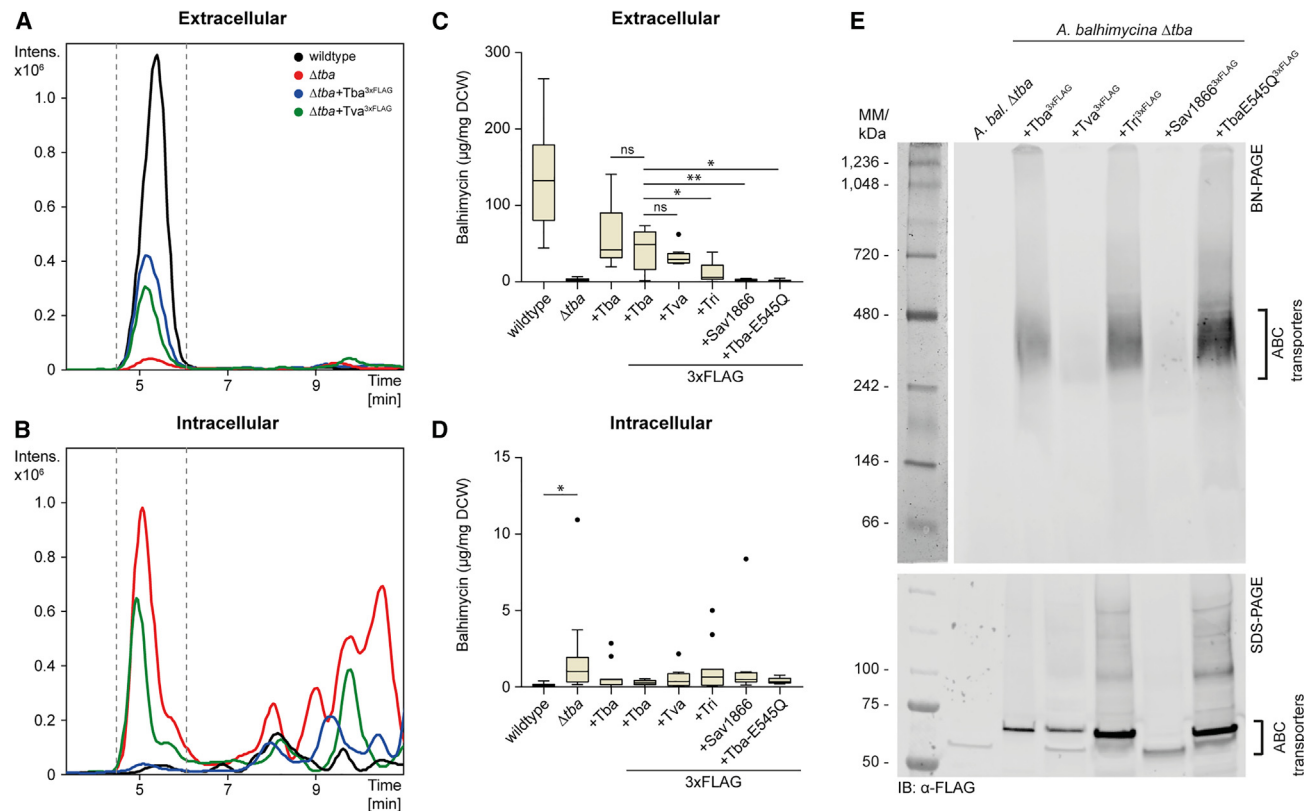 A
Extracellular
Intens.
x10⁶
wildtype
Δtba
Δtba+Tba³ˣᶠᴸᴬᴳ
Δtba+Tva³ˣᶠᴸᴬᴳ
1.0
0.8
0.6
0.4
0.2
0
5
7
9
Time
[min]
B
Intracellular
Intens.
x10⁶
1.0
0.8
0.6
0.4
0.2
0
5
7
9
Time
[min]
C
Extracellular
Balhimycin (µg/mg DCW)
300
200
100
0
ns
ns
*
**
*
wildtype
Δtba
+Tba
+Tba
+Tva
+Tri
+Sav1866
+Tba-E545Q
3xFLAG
D
Intracellular
Balhimycin (µg/mg DCW)
15
10
5
0
*
wildtype
Δtba
+Tba
+Tba
+Tva
+Tri
+Sav1866
+Tba-E545Q
3xFLAG
E
A. balhimycina Δtba
MM/
kDa
A. bal. Δtba
+Tba³ˣᶠᴸᴬᴳ
+Tva³ˣᶠᴸᴬᴳ
+Tri³ˣᶠᴸᴬᴳ
+Sav1866³ˣᶠᴸᴬᴳ
+TbaE545Q³ˣᶠᴸᴬᴳ
1,236 -
1,048 -
720 -
480 -
242 -
146 -
66 -
BN-PAGE
ABC
transporters
100 -
75 -
50 -
SDS-PAGE
ABC
transporters
IB: α-FLAG